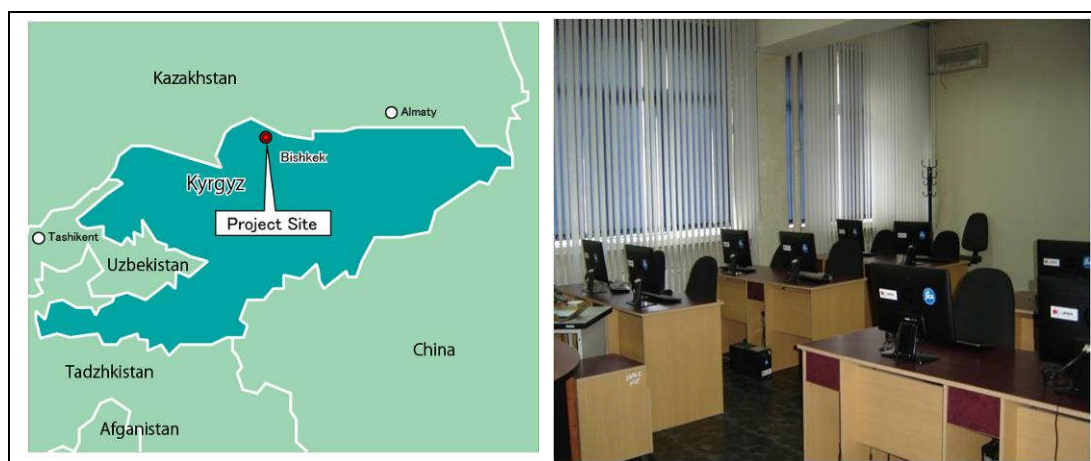 Kazakhstan
Almaty
Bishkek
Kyrgyz
Project Site
Tashikent
Uzbekistan
China
Tadzhkistan
Afganistan